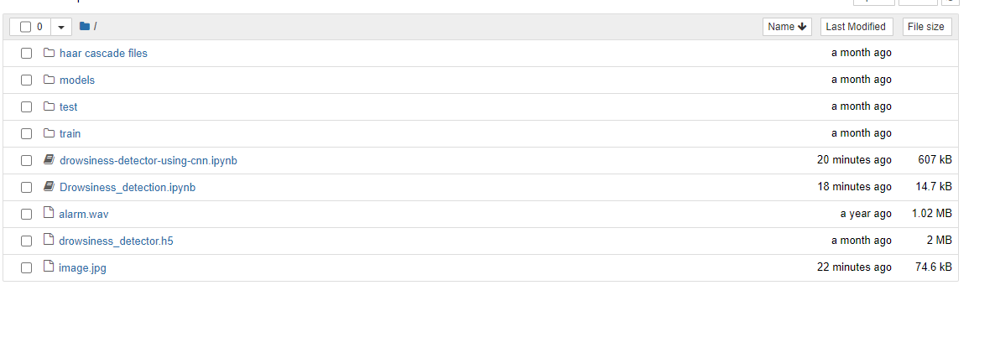 0 / Name Last Modified File size
haar cascade files a month ago
models a month ago
test a month ago
train a month ago
drowsiness-detector-using-cnn.ipynb 20 minutes ago 607 kB
Drowsiness_detection.ipynb 18 minutes ago 14.7 kB
alarm.wav a year ago 1.02 MB
drowsiness_detector.h5 a month ago 2 MB
image.jpg 22 minutes ago 74.6 kB